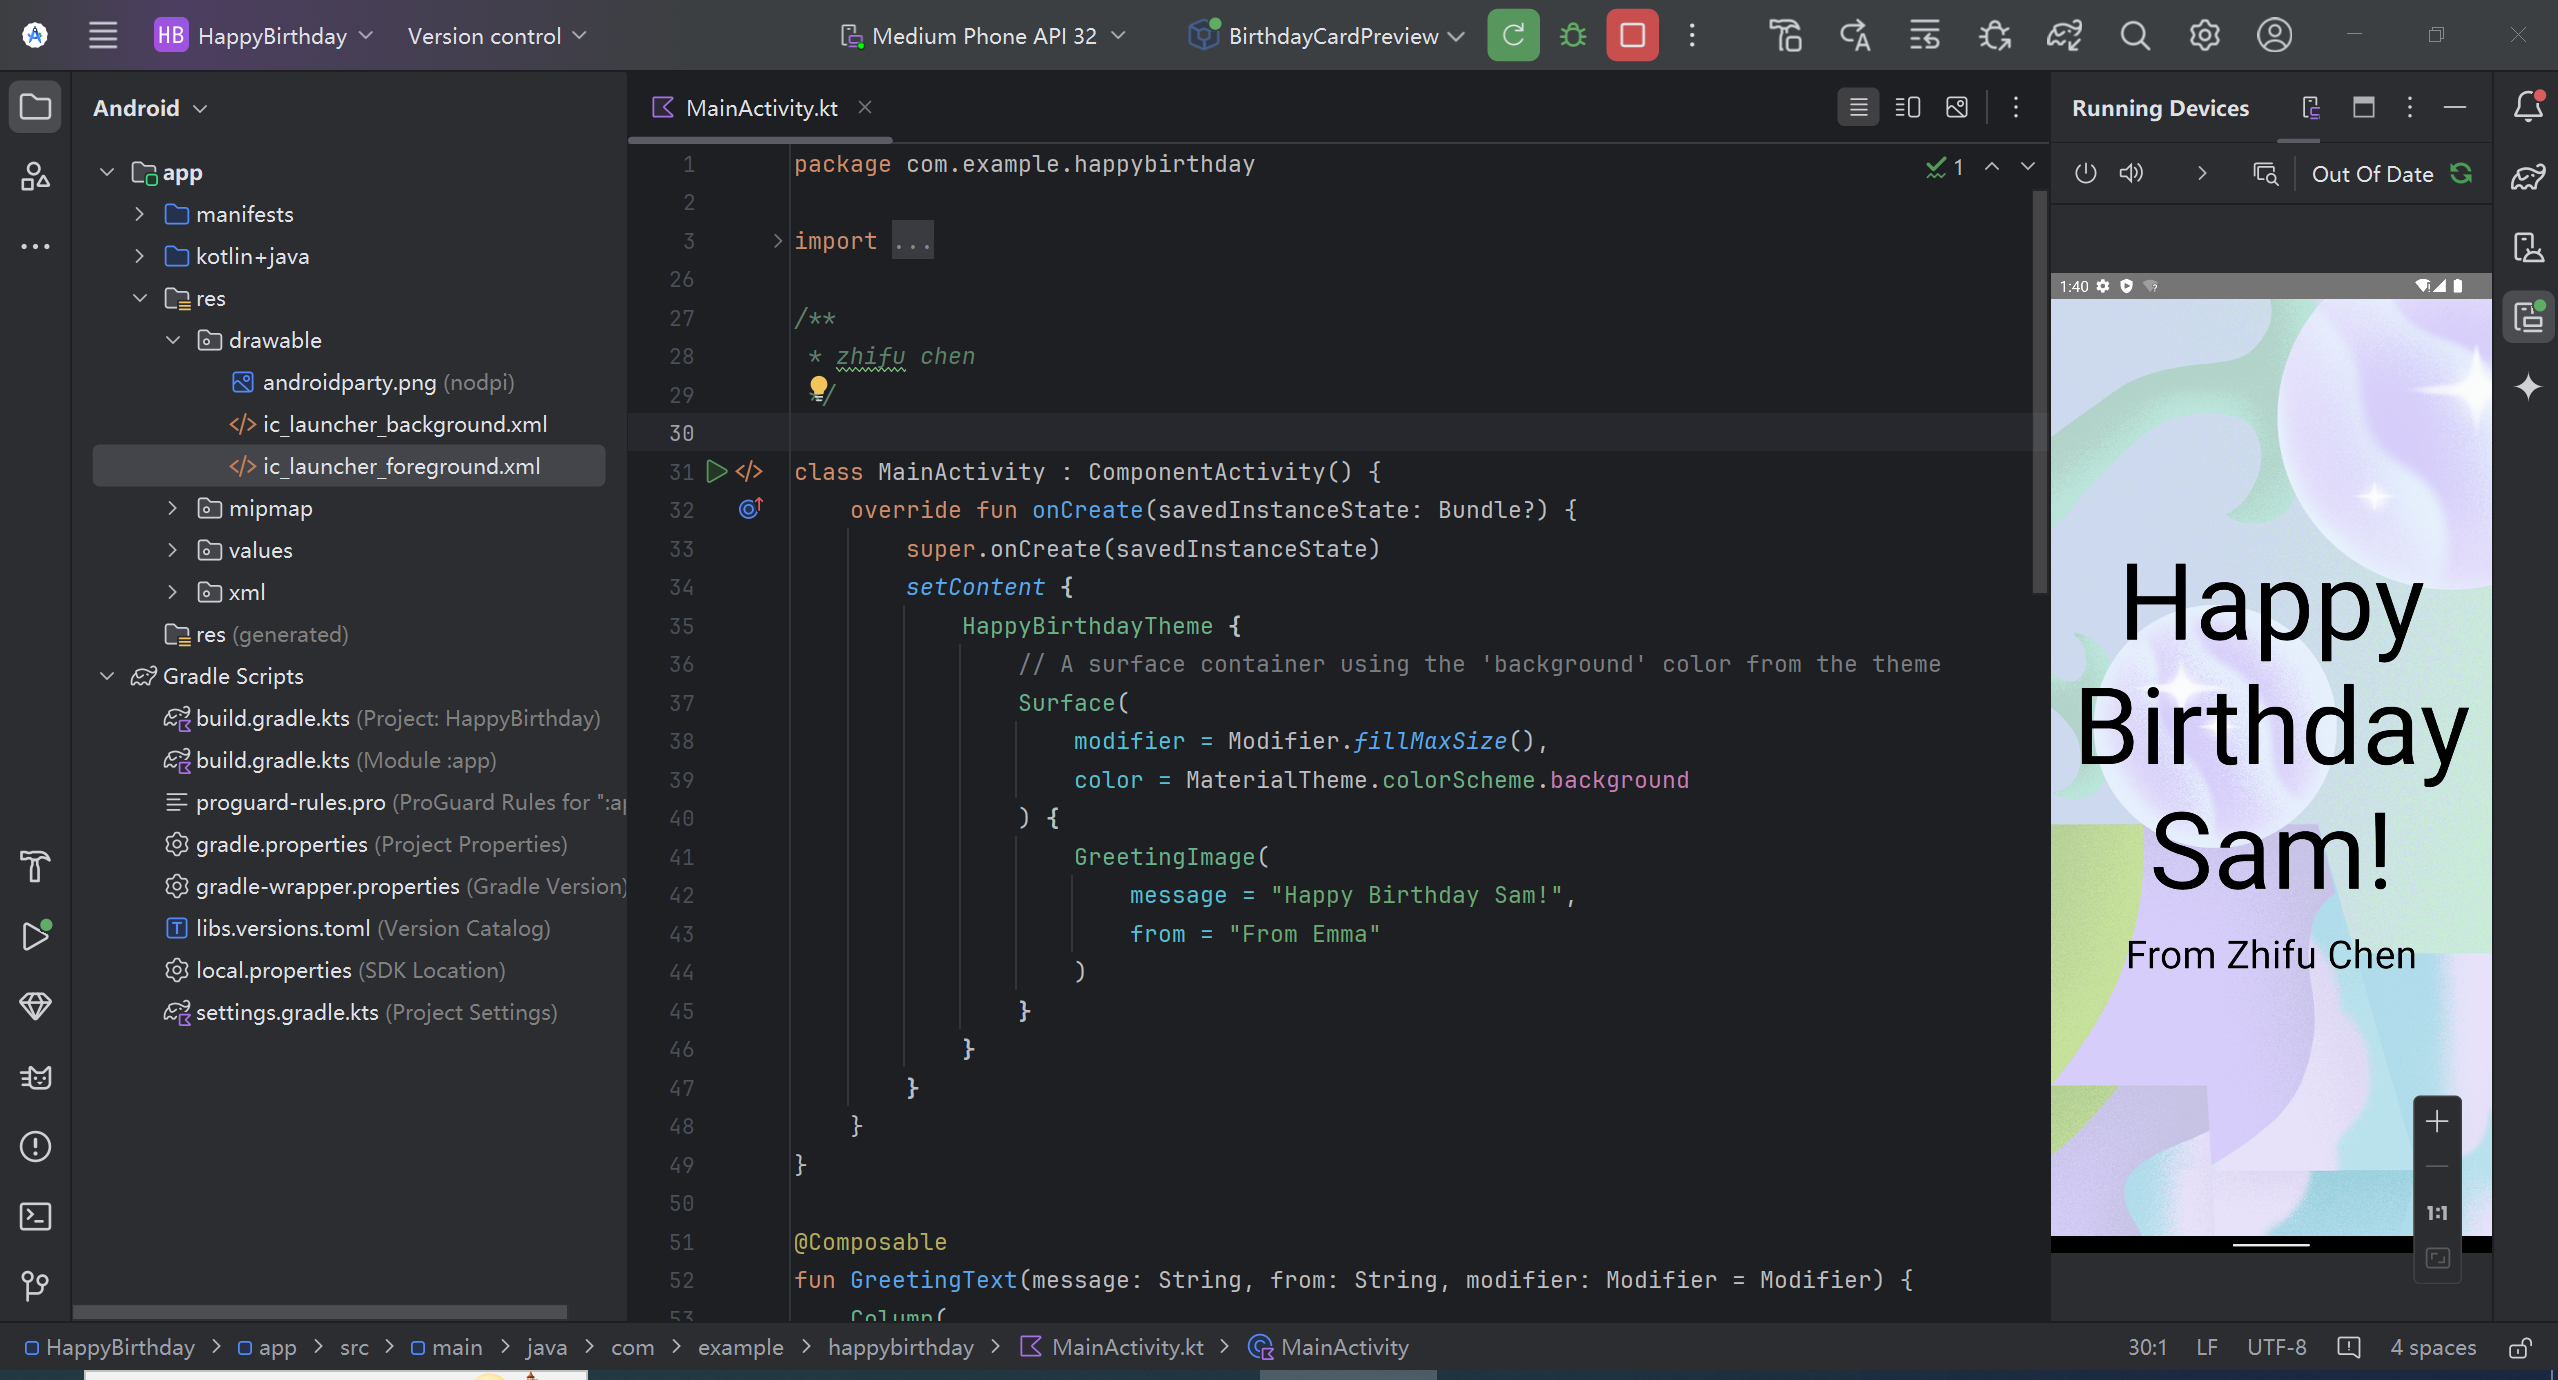 HB HappyBirthday Version control Medium Phone API 32 BirthdayCardPreview
Android
app
manifests
kotlin+java
res
drawable
androidparty.png (nodpi)
ic_launcher_background.xml
ic_launcher_foreground.xml
mipmap
values
xml
res (generated)
Gradle Scripts
build.gradle.kts (Project: HappyBirthday)
build.gradle.kts (Module :app)
proguard-rules.pro (ProGuard Rules for ":ap
gradle.properties (Project Properties)
gradle-wrapper.properties (Gradle Version)
libs.versions.toml (Version Catalog)
local.properties (SDK Location)
settings.gradle.kts (Project Settings)
MainActivity.kt
1 package com.example.happybirthday
2
3 import ...
26
27 /**
28 * zhifu chen
29 */
30
31 class MainActivity : ComponentActivity() {
32 override fun onCreate(savedInstanceState: Bundle?) {
33 super.onCreate(savedInstanceState)
34 setContent {
35 HappyBirthdayTheme {
36 // A surface container using the 'background' color from the theme
37 Surface(
38 modifier = Modifier.fillMaxSize(),
39 color = MaterialTheme.colorScheme.background
40 ) {
41 GreetingImage(
42 message = "Happy Birthday Sam!",
43 from = "From Emma"
44 )
45 }
46 }
47 }
48 }
49 }
50
51 @Composable
52 fun GreetingText(message: String, from: String, modifier: Modifier = Modifier) {
53 Column(
1
Running Devices
Out Of Date
1:40
Happy
Birthday
Sam!
From Zhifu Chen
1:1
HappyBirthday > app > src > main > java > com > example > happybirthday > MainActivity.kt > MainActivity
30:1 LF UTF-8 4 spaces